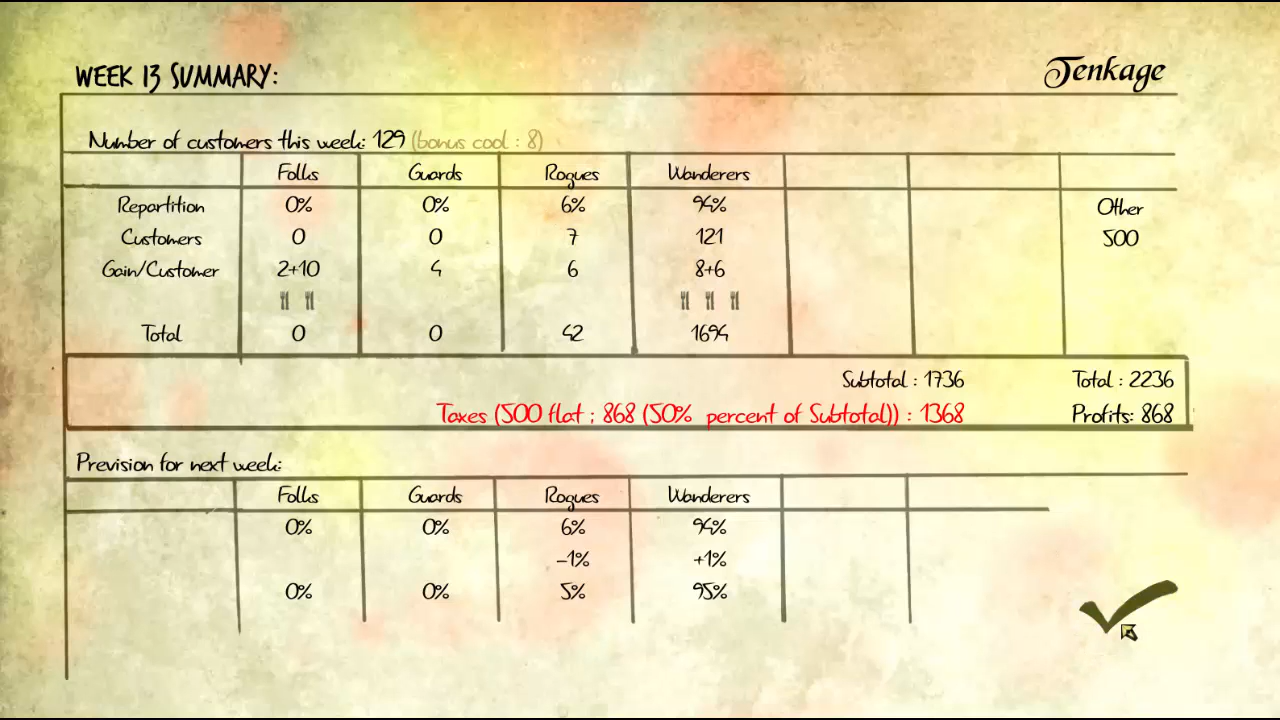 WEEK 13 SUMMARY: Tenkage
Number of customers this week: 129 (bonus cool : 8)
Folks Guards Rogues Wanderers
Repartition 0% 0% 6% 94% Other
Customers 0 0 7 121 500
Gain/Customer 2+10 4 6 8+6
Total 0 0 42 1694
Subtotal : 1736 Total : 2236
Taxes (500 flat ; 868 (50% percent of Subtotal)) : 1368 Profits: 868
Prevision for next week:
Folks Guards Rogues Wanderers
0% 0% 6% 94%
-1% +1%
0% 0% 5% 95%